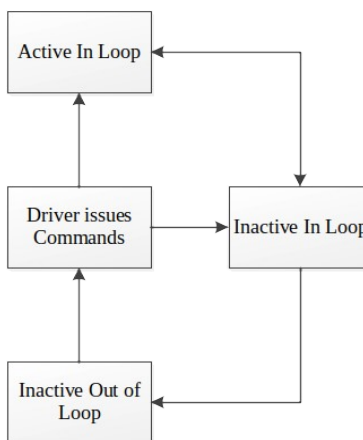 Active In Loop
Driver issues
Commands
Inactive In Loop
Inactive Out of
Loop